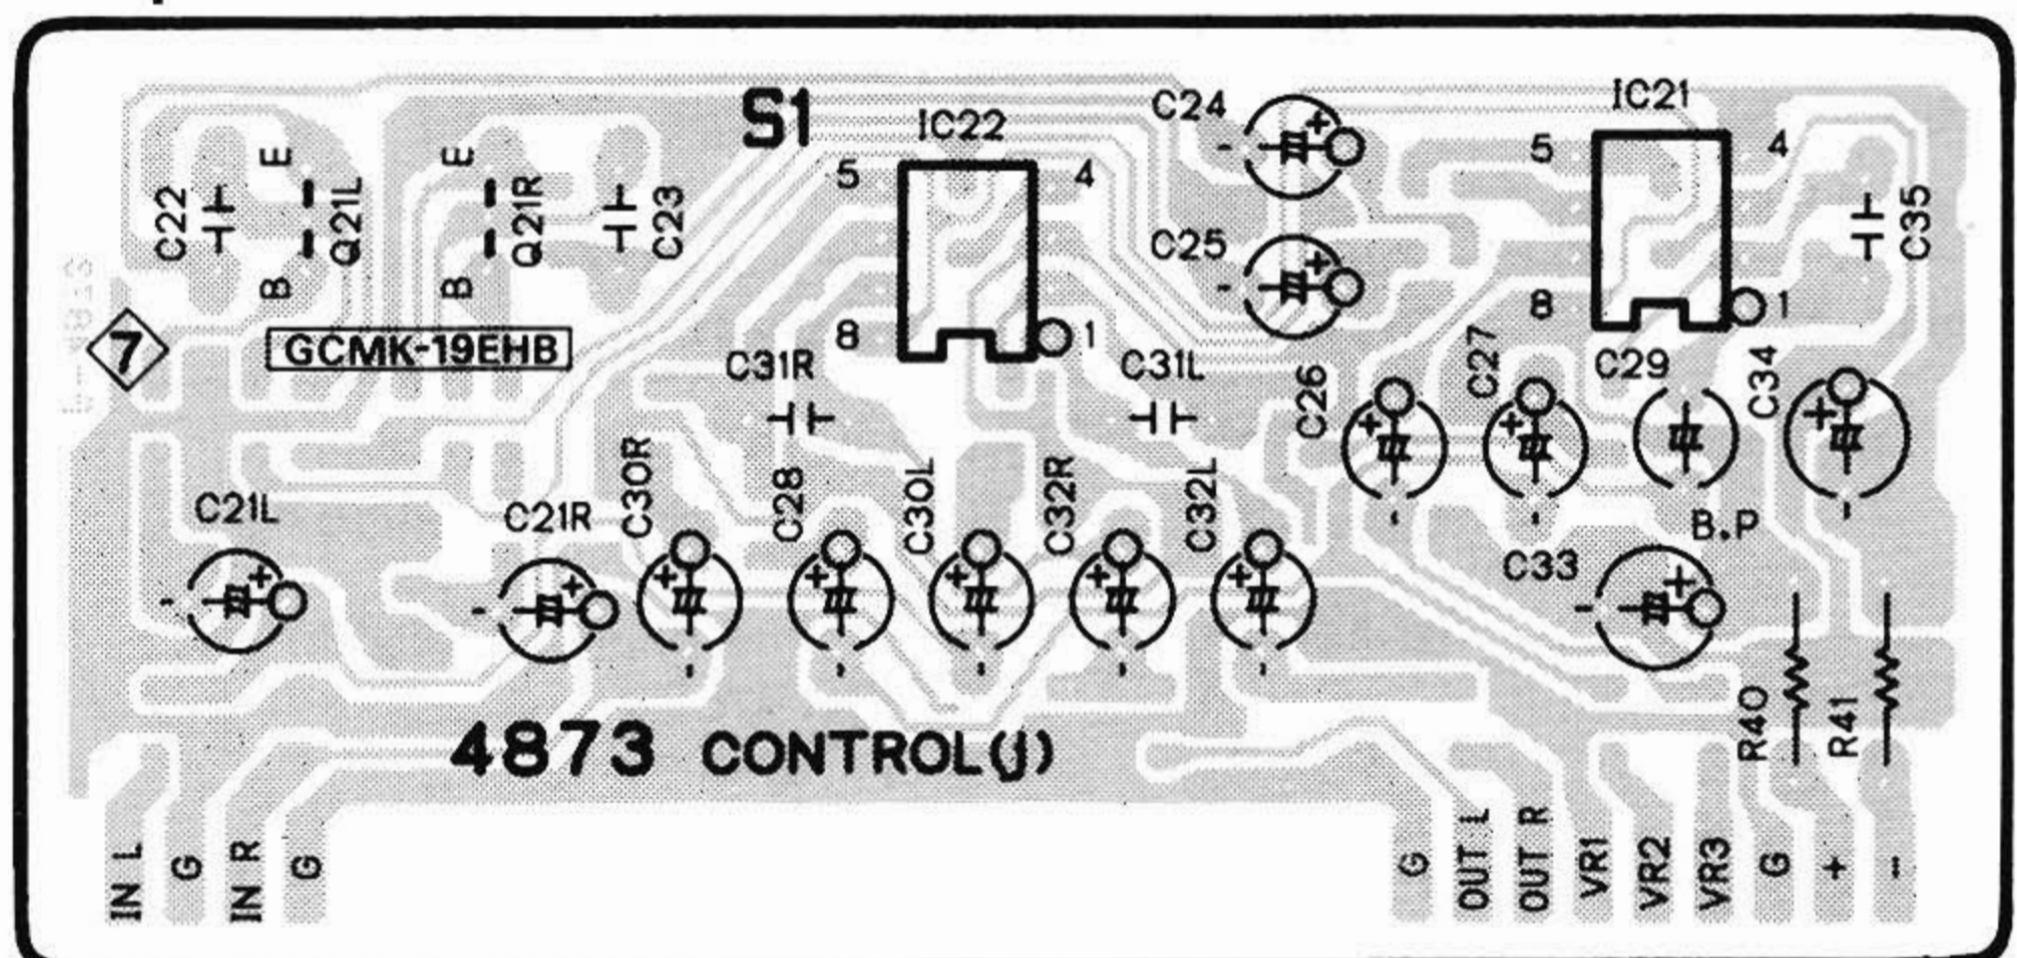 S1
IC22
5
4
8
1
C24
C25
IC21
5
4
8
1
C35
C22
E
B
Q21L
E
B
Q21R
C23
7
GCMK-19EHB
C31R
C31L
C26
C27
C29
C34
B.P
C21L
C21R
C30R
C28
C30L
C32R
C32L
C33
R40
R41
4873 CONTROL(J)
IN L
G
IN R
G
G
OUT L
OUT R
VR1
VR2
VR3
G
+
-